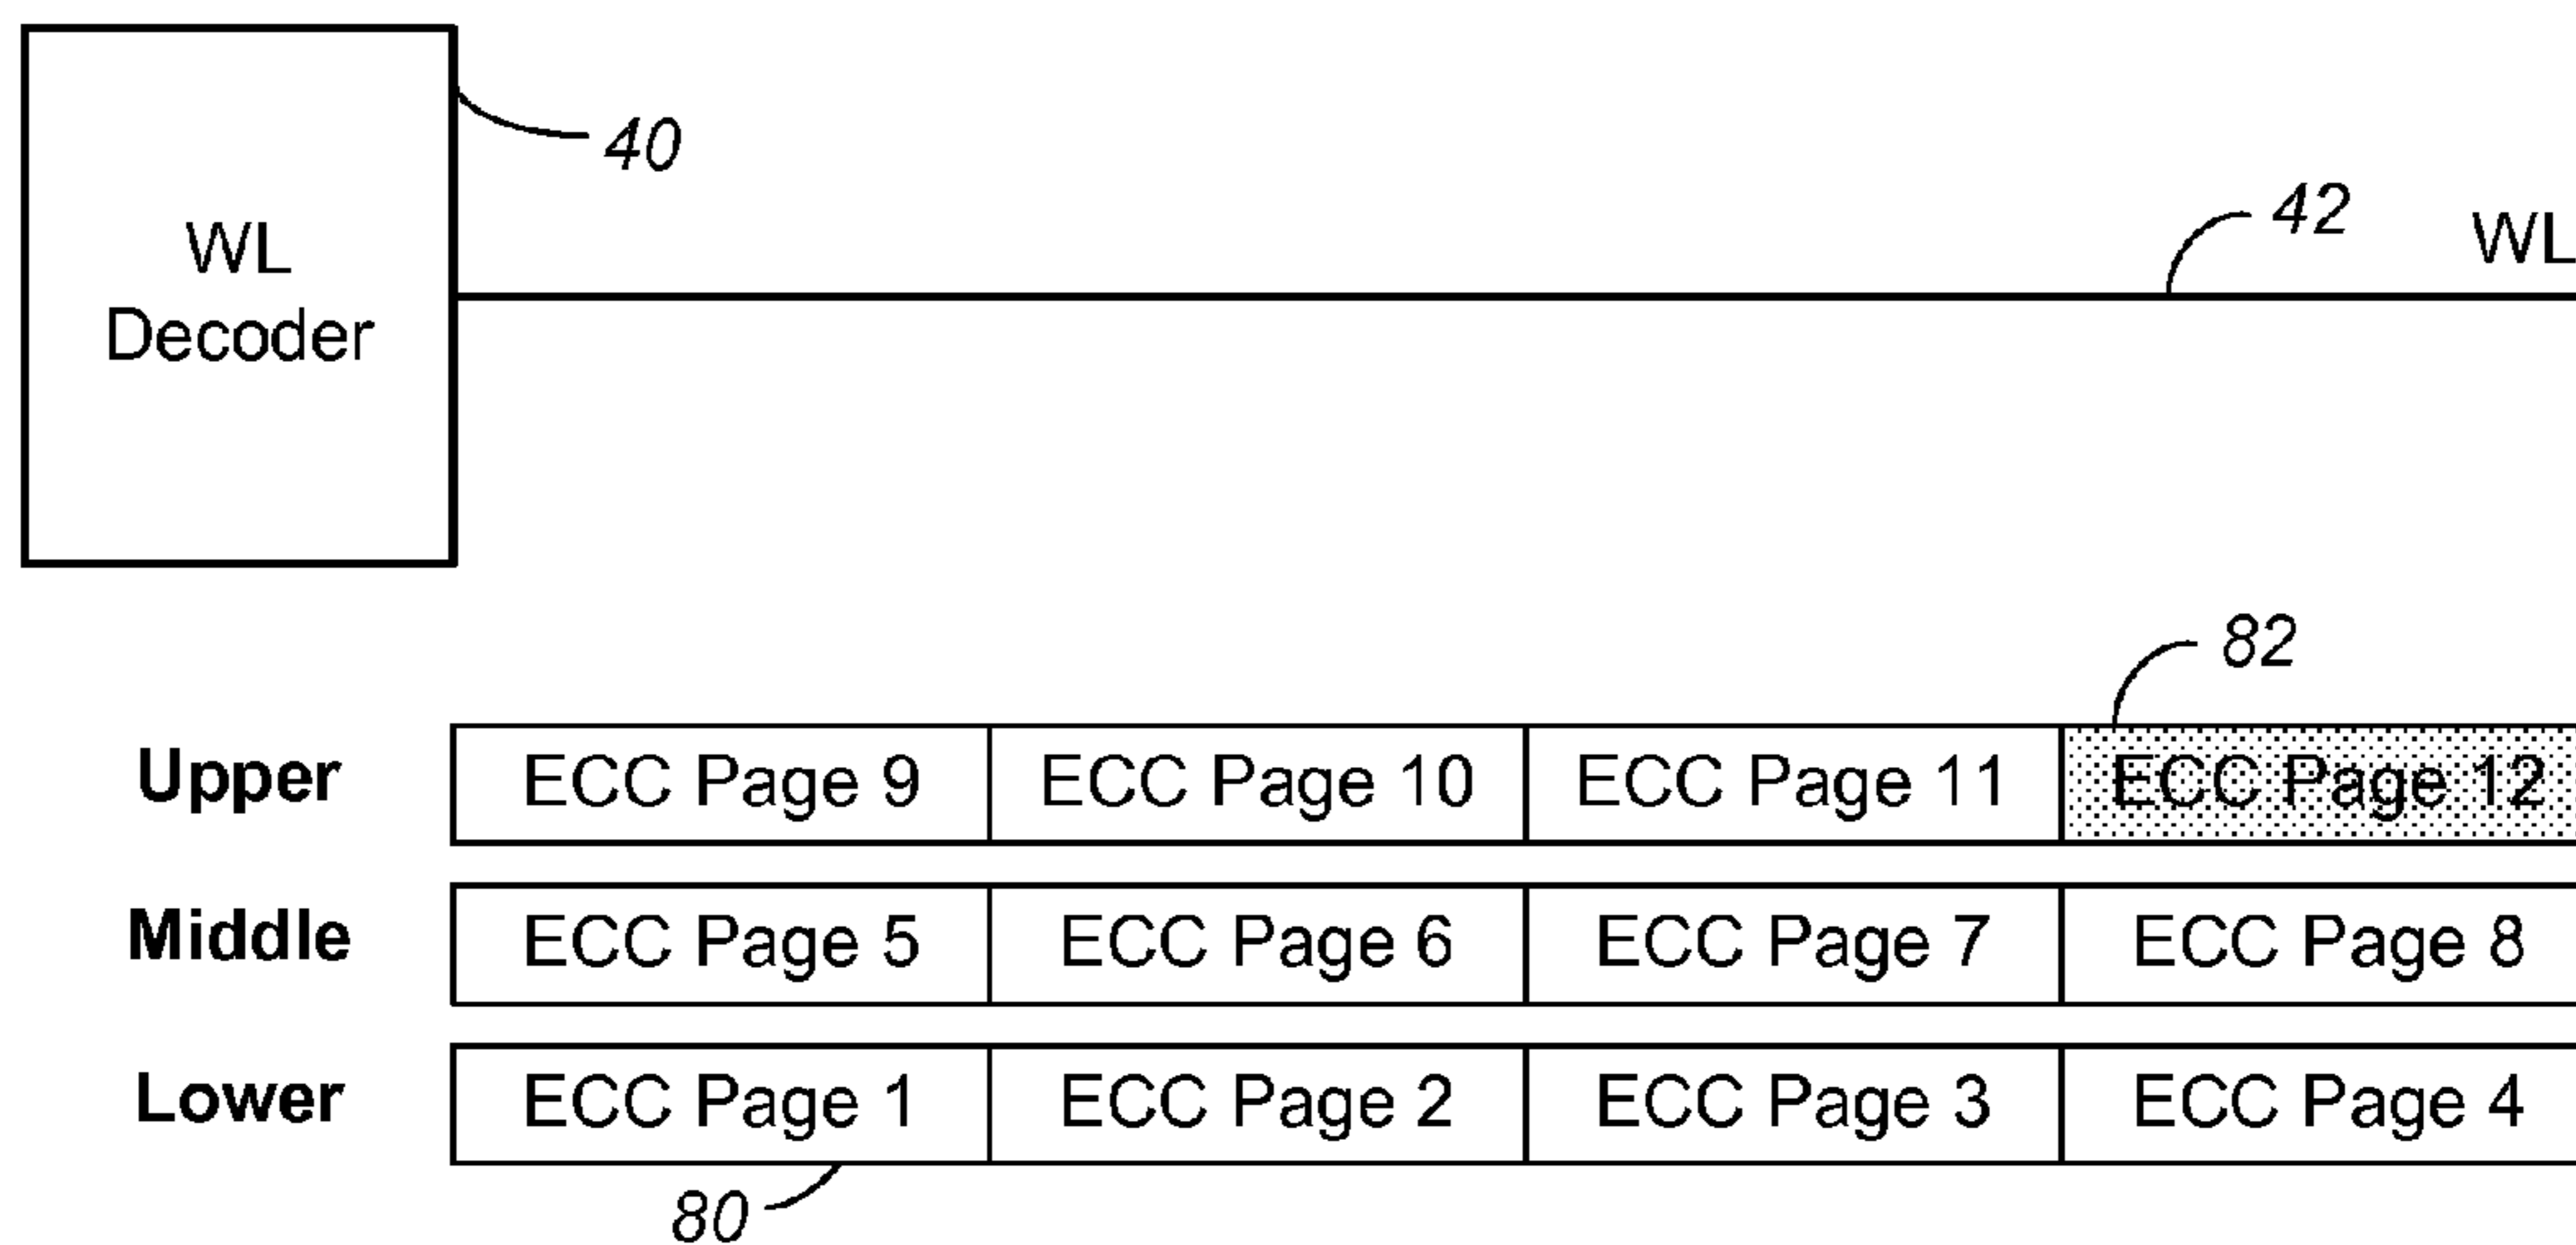 40
42
WL
WL
Decoder
82
Upper ECC Page 9 ECC Page 10 ECC Page 11 ECC Page 12
Middle ECC Page 5 ECC Page 6 ECC Page 7 ECC Page 8
Lower ECC Page 1 ECC Page 2 ECC Page 3 ECC Page 4
80